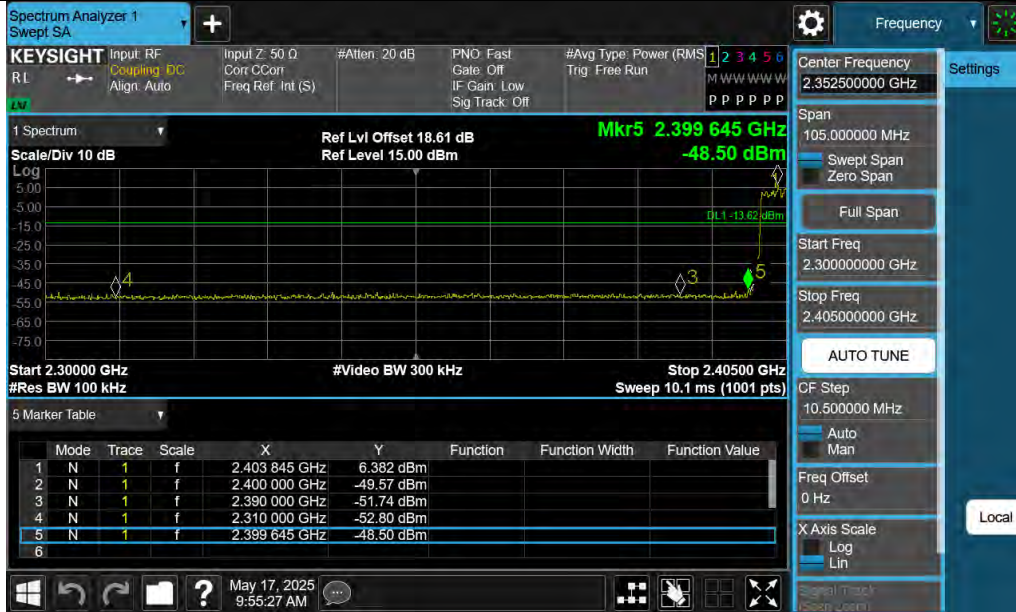 Spectrum Analyzer 1
Swept SA
+
Frequency
KEYSIGHT
RL
LNI
Input: RF
Coupling: DC
Align: Auto
Input Z: 50 Ω
Corr CCorr
Freq Ref: Int (S)
#Atten: 20 dB
PNO: Fast
Gate: Off
IF Gain: Low
Sig Track: Off
#Avg Type: Power (RMS
Trig: Free Run
1 2 3 4 5 6
M W W W W W
P P P P P P
1 Spectrum
Scale/Div 10 dB
Ref Lvl Offset 18.61 dB
Ref Level 15.00 dBm
Mkr5 2.399 645 GHz
-48.50 dBm
Log
5.00
-5.00
-15.0
-25.0
-35.0
-45.0
-55.0
-65.0
-75.0
DL1 -13.62 dBm
4
3
5
Start 2.30000 GHz
#Res BW 100 kHz
#Video BW 300 kHz
Stop 2.40500 GHz
Sweep 10.1 ms (1001 pts)
5 Marker Table
Mode Trace Scale X Y Function Function Width Function Value
1 N 1 f 2.403 845 GHz 6.382 dBm
2 N 1 f 2.400 000 GHz -49.57 dBm
3 N 1 f 2.390 000 GHz -51.74 dBm
4 N 1 f 2.310 000 GHz -52.80 dBm
5 N 1 f 2.399 645 GHz -48.50 dBm
6
?
May 17, 2025
9:55:27 AM
Center Frequency
2.352500000 GHz
Span
105.000000 MHz
Swept Span
Zero Span
Full Span
Start Freq
2.300000000 GHz
Stop Freq
2.405000000 GHz
AUTO TUNE
CF Step
10.500000 MHz
Auto
Man
Freq Offset
0 Hz
X Axis Scale
Log
Lin
Signal Track
(Span Zoom)
Settings
Local